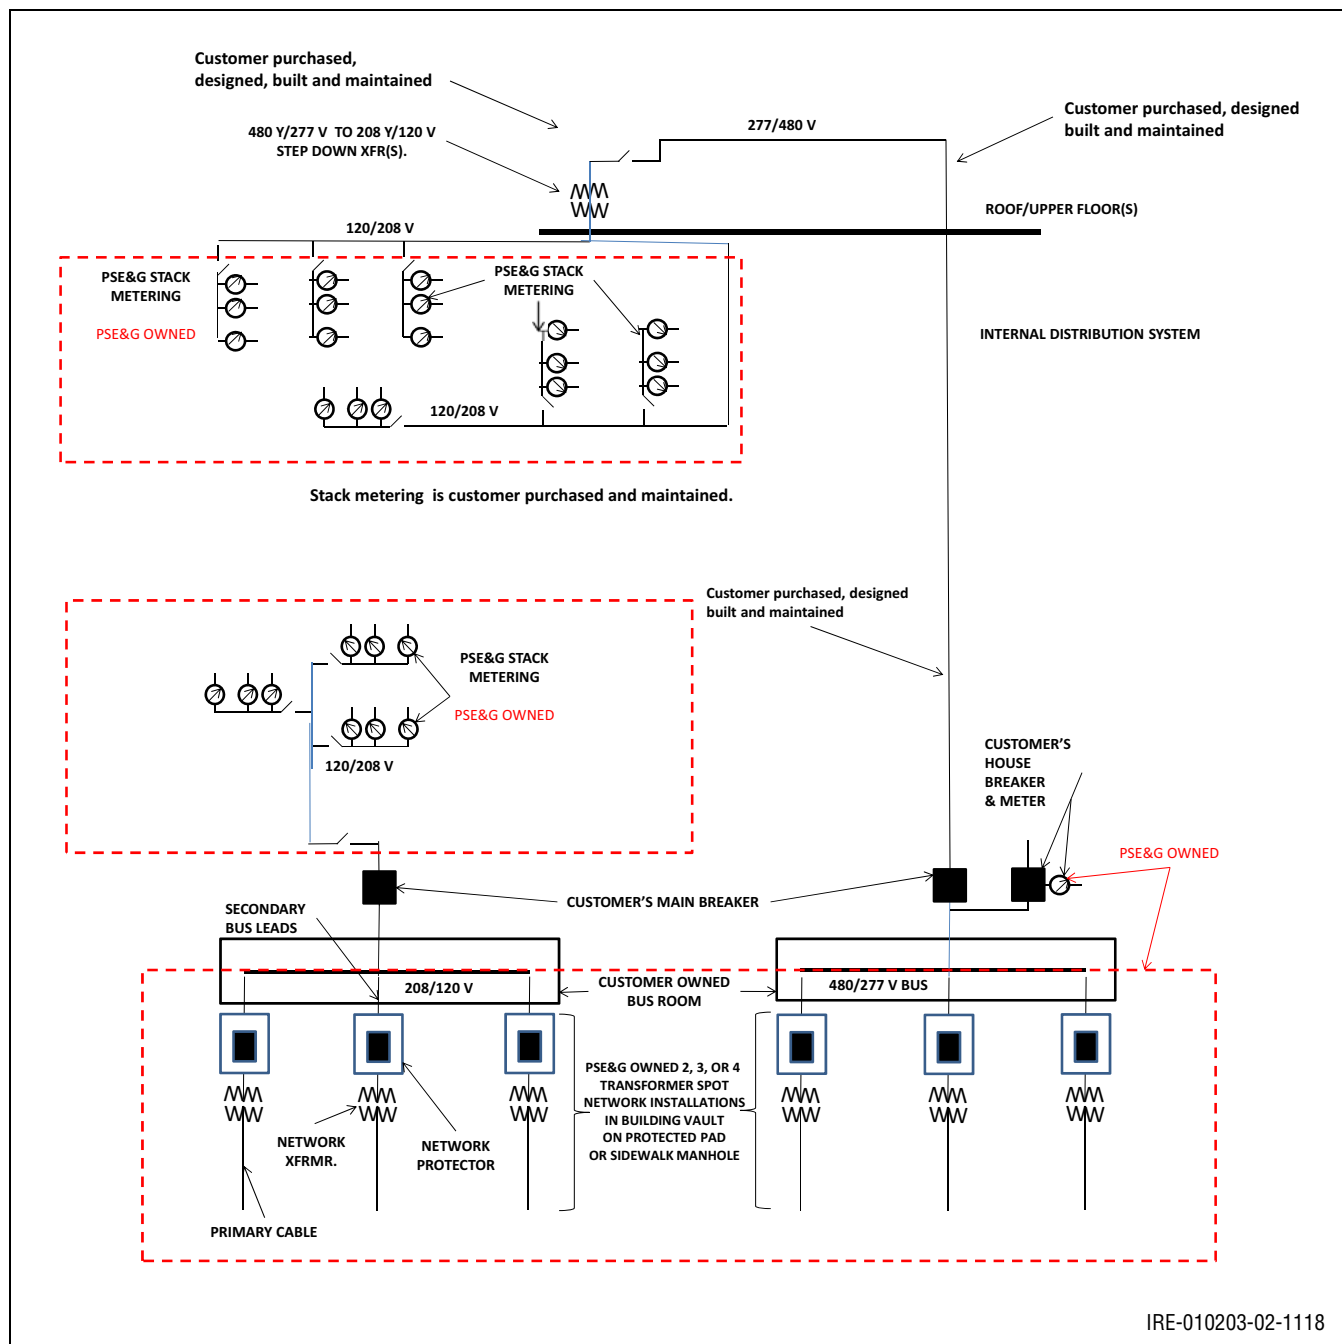 Customer purchased,
designed, built and maintained
480 Y/277 V TO 208 Y/120 V
STEP DOWN XFR(S).
277/480 V
Customer purchased, designed
built and maintained
ROOF/UPPER FLOOR(S)
120/208 V
PSE&G STACK
METERING
PSE&G OWNED
PSE&G STACK
METERING
INTERNAL DISTRIBUTION SYSTEM
120/208 V
Stack metering is customer purchased and maintained.
Customer purchased, designed
built and maintained
PSE&G STACK
METERING
PSE&G OWNED
120/208 V
CUSTOMER'S
HOUSE
BREAKER
& METER
PSE&G OWNED
CUSTOMER'S MAIN BREAKER
SECONDARY
BUS LEADS
208/120 V
CUSTOMER OWNED
BUS ROOM
480/277 V BUS
PSE&G OWNED 2, 3, OR 4
TRANSFORMER SPOT
NETWORK INSTALLATIONS
IN BUILDING VAULT
ON PROTECTED PAD
OR SIDEWALK MANHOLE
NETWORK
XFRMR.
NETWORK
PROTECTOR
PRIMARY CABLE
IRE-010203-02-1118